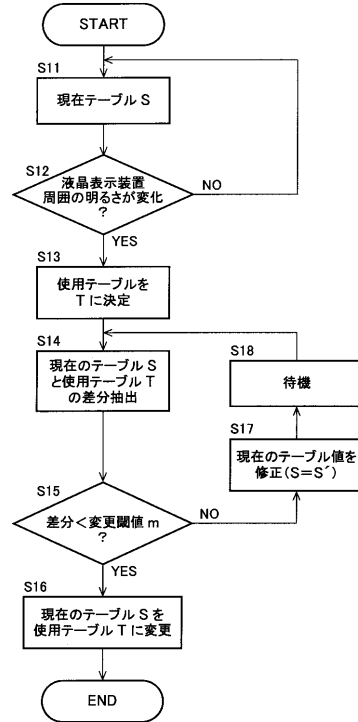 START
S11
現在テーブル S
S12
液晶表示装置
周囲の明るさが変化
?
NO
YES
S13
使用テーブルを
T に決定
S14
現在のテーブル S
と使用テーブル T
の差分抽出
S18
待機
S17
現在のテーブル値を
修正(S=S´)
S15
差分<変更閾値 m
?
NO
YES
S16
現在のテーブル S を
使用テーブル T に変更
END